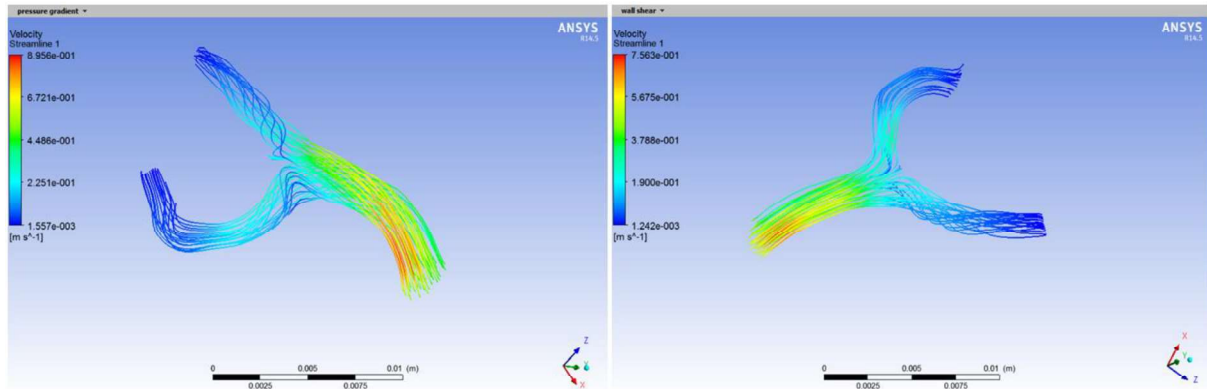 pressure gradient
Velocity
Streamline 1
8.956e-001
6.721e-001
4.486e-001
2.251e-001
1.557e-003
[m s^-1]
ANSYS
R14.5
0 0.005 0.01 (m)
0.0025 0.0075
Z
Y
X
wall shear
Velocity
Streamline 1
7.563e-001
5.675e-001
3.788e-001
1.900e-001
1.242e-003
[m s^-1]
ANSYS
R14.5
0 0.005 0.01 (m)
0.0025 0.0075
X
Y
Z